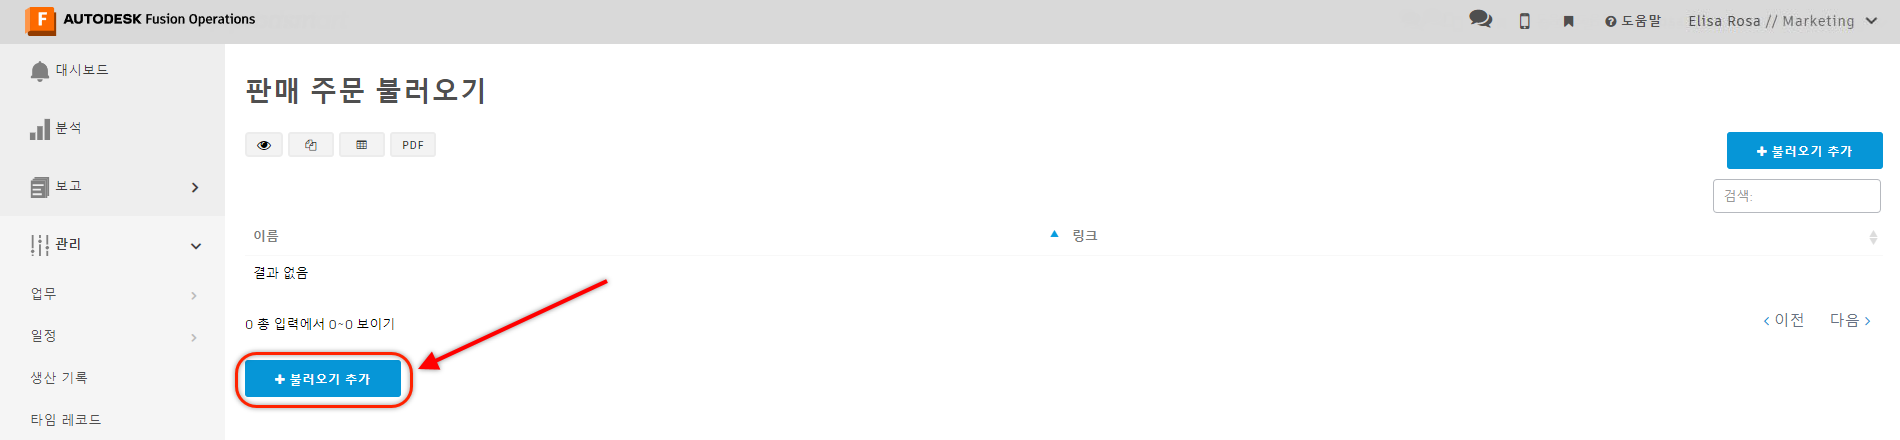 F AUTODESK Fusion Operations
도움말
Elisa Rosa // Marketing
대시보드
분석
보고
관리
업무
일정
생산 기록
타임 레코드
판매 주문 불러오기
PDF
불러오기 추가
검색:
이름
링크
결과 없음
0 총 입력에서 0~0 보이기
이전
다음
불러오기 추가